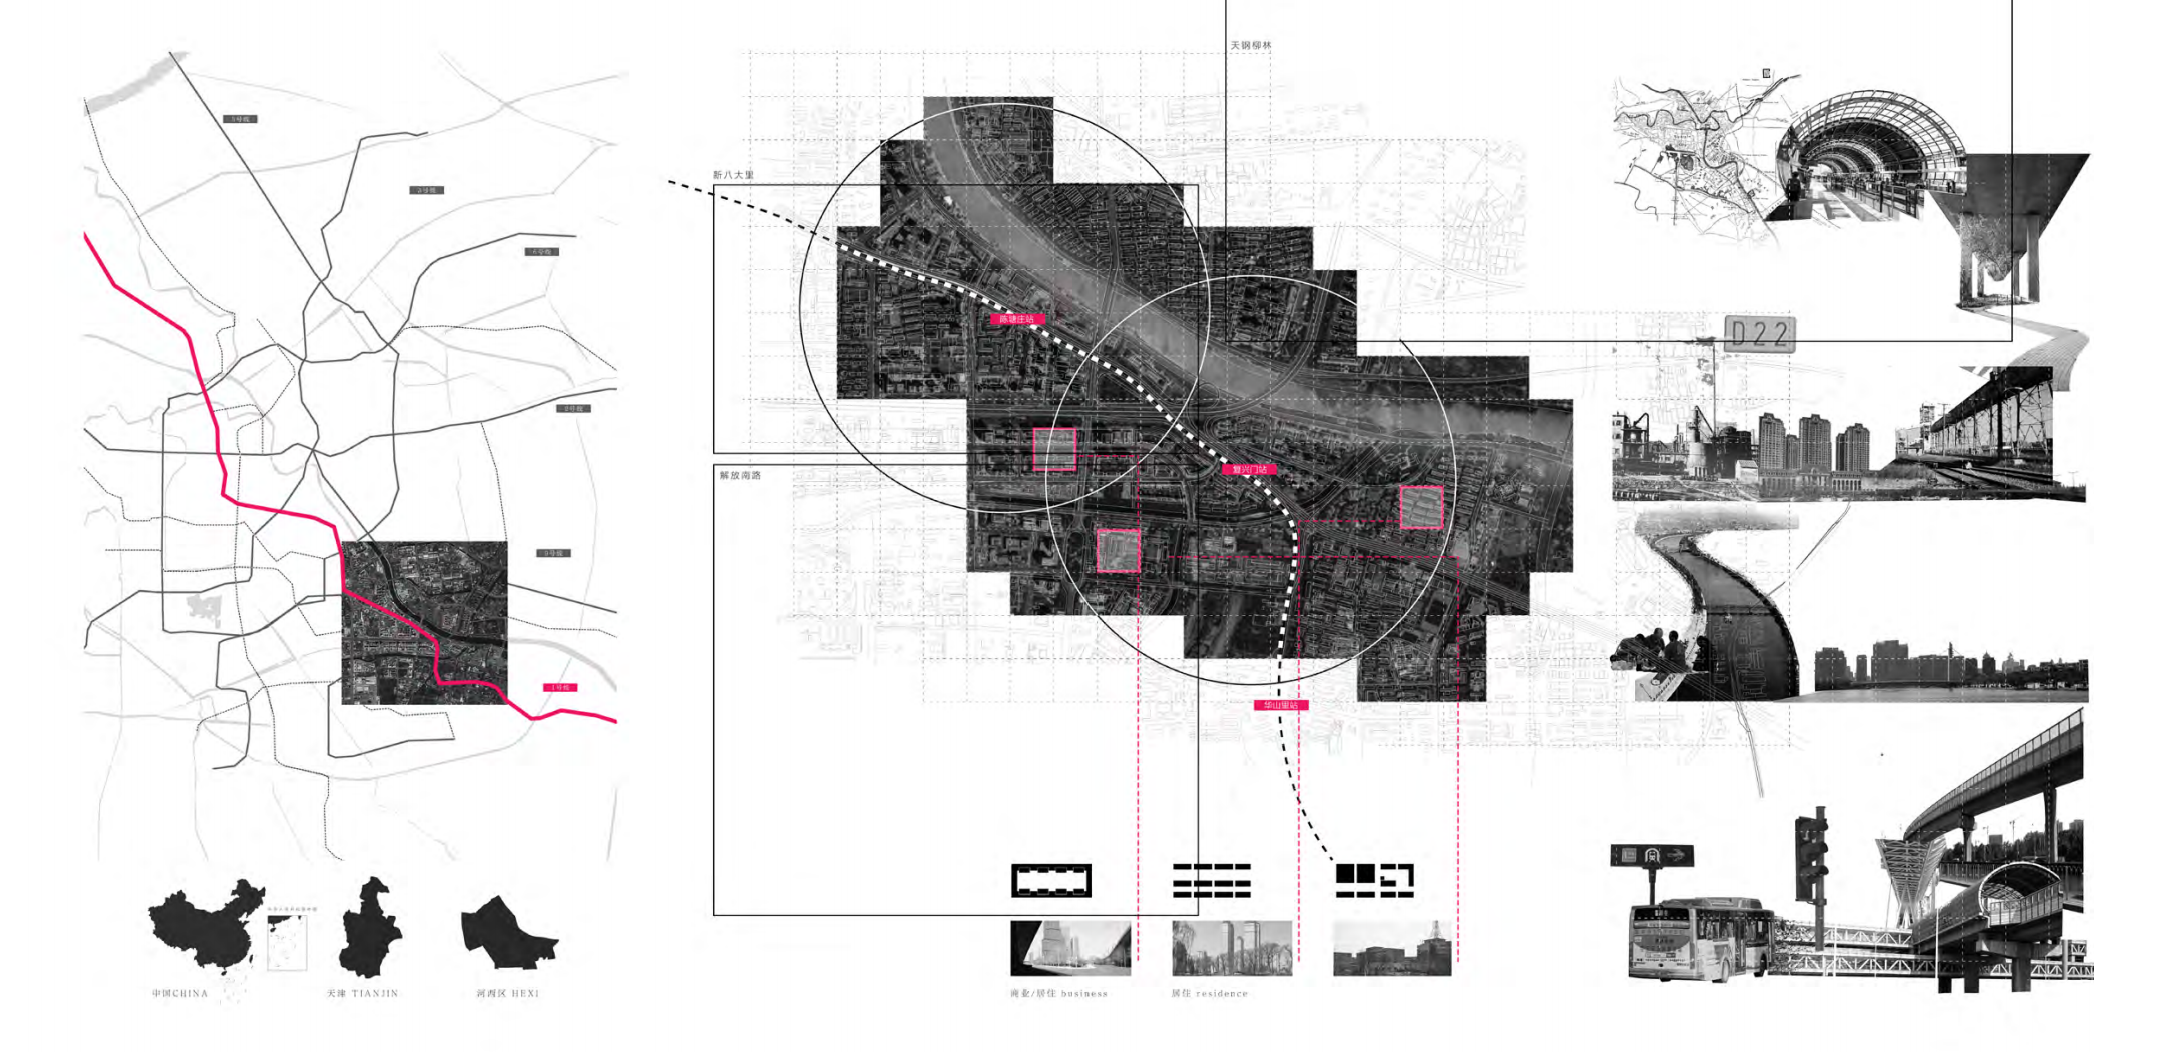 天钢柳林
5号线
3号线
6号线
新八大里
陈塘庄站
D22
2号线
复兴门站
解放南路
1号线
华山里站
中国CHINA
天津 TIANJIN
河西区 HEXI
商业/居住 business
居住 residence